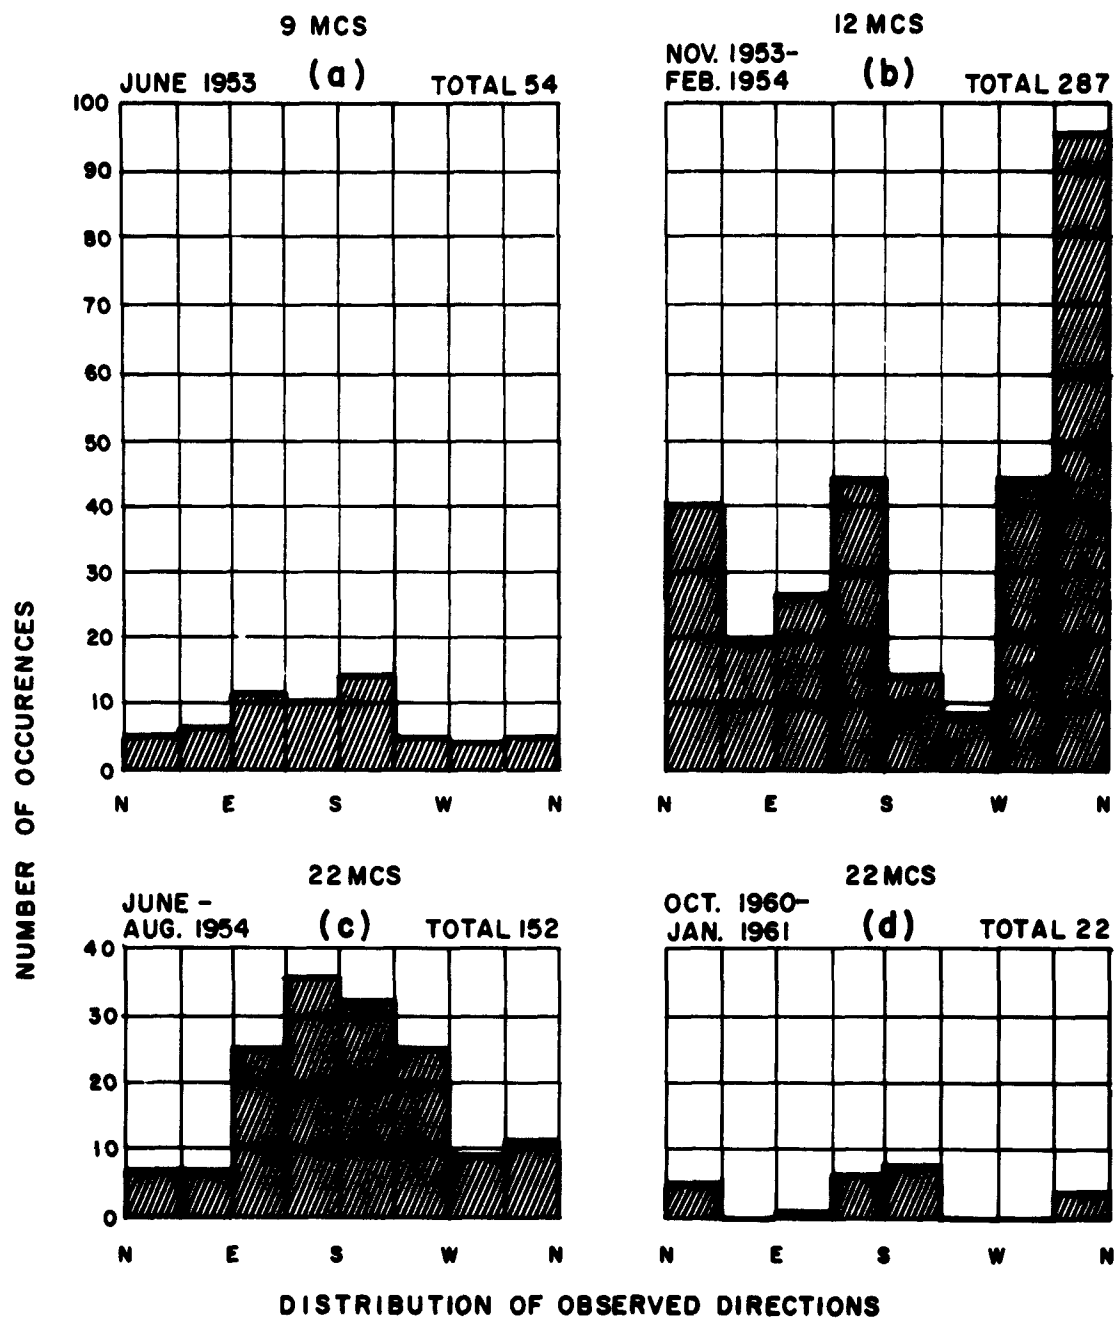 9 MCS
JUNE 1953 (a) TOTAL 54
100
90
80
70
60
50
40
30
20
10
0
N E S W N
12 MCS
NOV. 1953-
FEB. 1954 (b) TOTAL 287
N E S W N
NUMBER OF OCCURENCES
22 MCS
JUNE -
AUG. 1954 (c) TOTAL 152
40
30
20
10
0
N E S W N
22 MCS
OCT. 1960-
JAN. 1961 (d) TOTAL 22
N E S W N
DISTRIBUTION OF OBSERVED DIRECTIONS